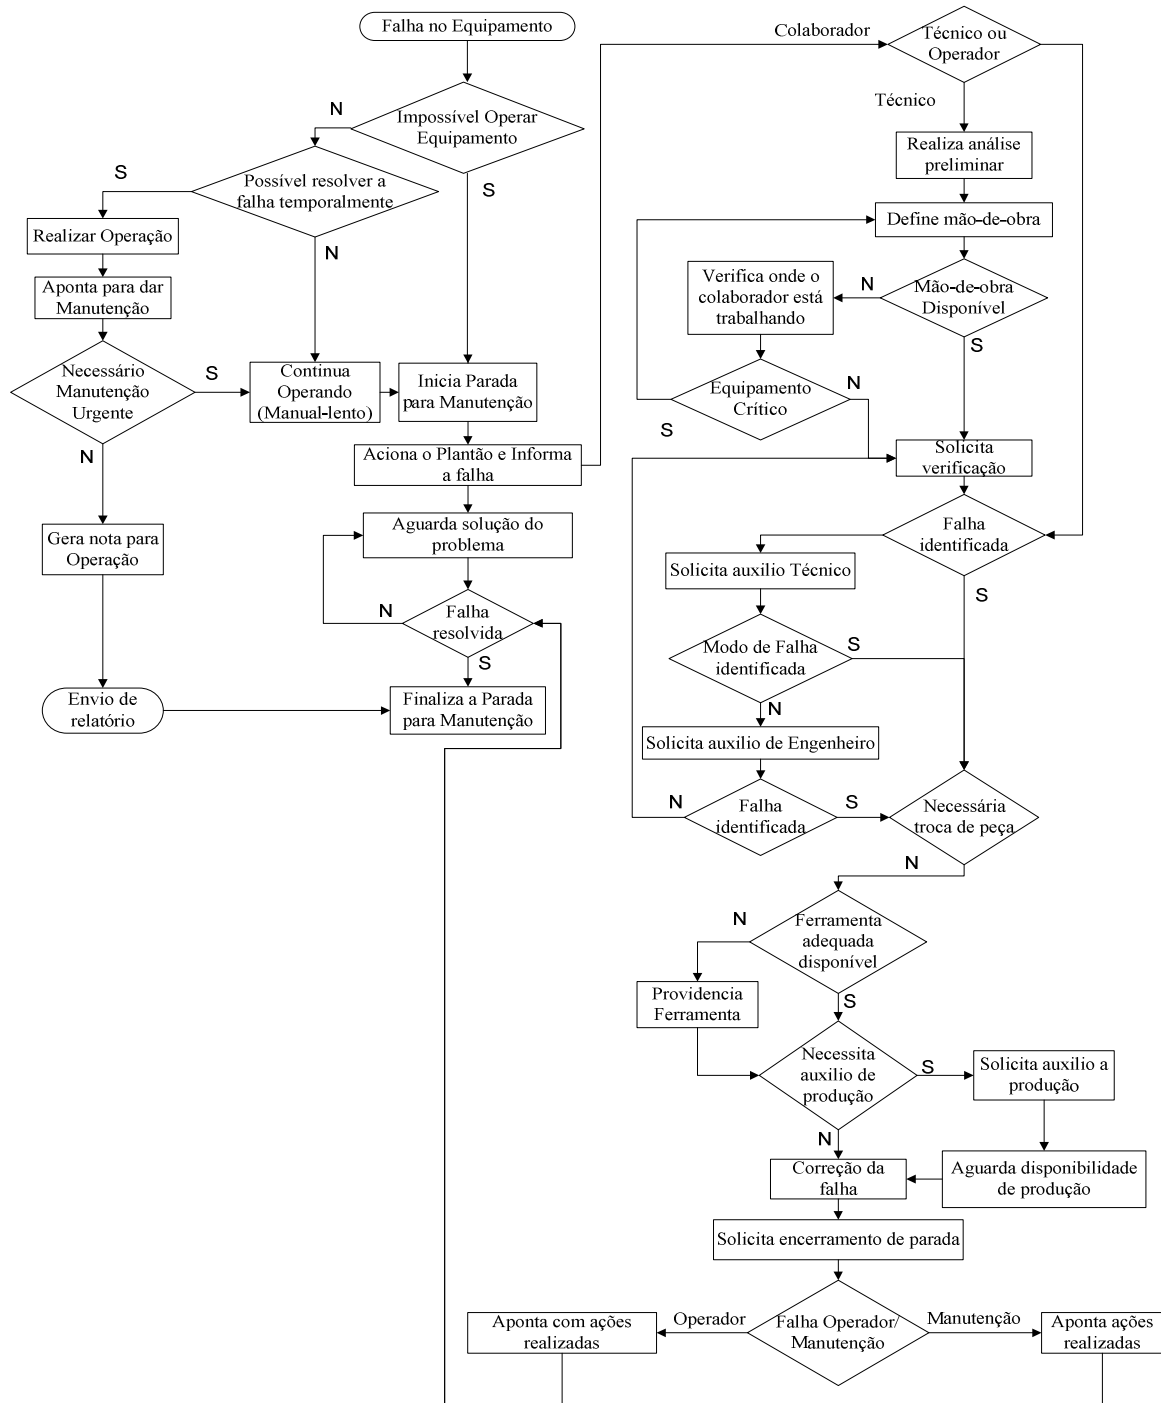 Falha no Equipamento
Impossível Operar
Equipamento
N
S
Possível resolver a
falha temporalmente
S
N
Realizar Operação
Aponta para dar
Manutenção
Necessário
Manutenção
Urgente
S
N
Continua
Operando
(Manual-lento)
Inicia Parada
para Manutenção
Aciona o Plantão e Informa
a falha
Gera nota para
Operação
Aguarda solução do
problema
Falha
resolvida
N
S
Envio de
relatório
Finaliza a Parada
para Manutenção
Colaborador
Técnico ou
Operador
Técnico
Realiza análise
preliminar
Define mão-de-obra
Mão-de-obra
Disponível
N
S
Verifica onde o
colaborador está
trabalhando
Equipamento
Crítico
N
S
Solicita
verificação
Falha
identificada
S
Solicita auxilio Técnico
Modo de Falha
identificada
S
N
Solicita auxilio de Engenheiro
Falha
identificada
N
S
Necessária
troca de peça
N
Ferramenta
adequada
disponível
N
S
Providencia
Ferramenta
Necessita
auxilio de
produção
S
N
Solicita auxilio a
produção
Aguarda disponibilidade
de produção
Correção da
falha
Solicita encerramento de parada
Falha Operador/
Manutenção
Operador
Manutenção
Aponta com ações
realizadas
Aponta ações
realizadas